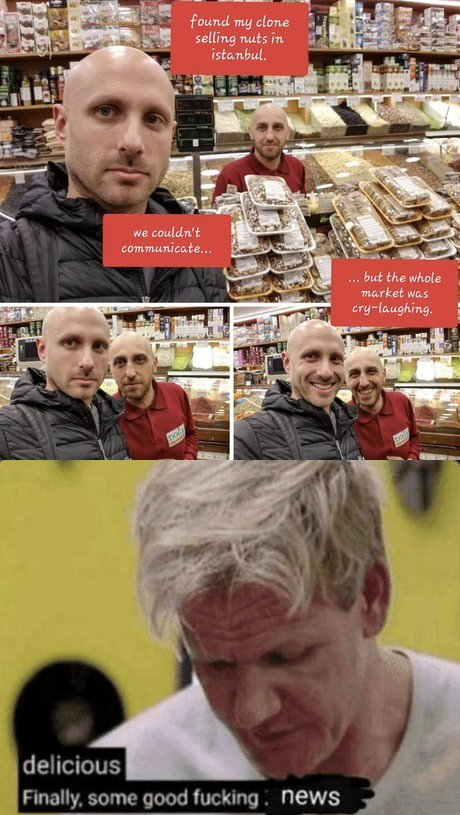 found my clone
selling nuts in
istanbul.
we couldn't
communicate...
... but the whole
market was
cry-laughing.
delicious
Finally, some good fucking : news